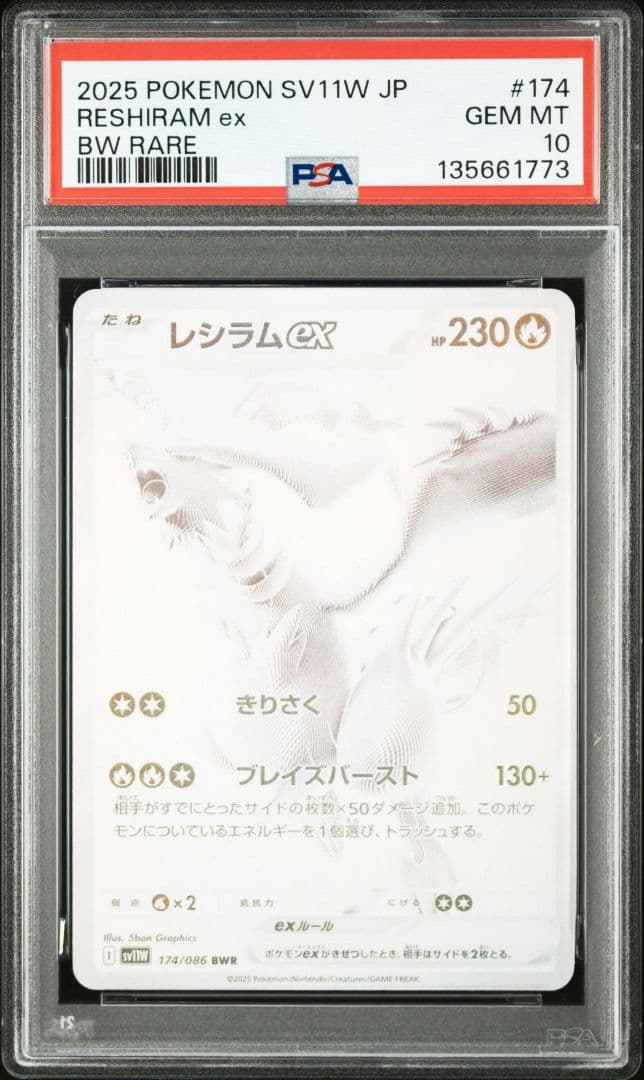 2025 POKEMON SV11W JP #174
RESHIRAM ex GEM MT
BW RARE 10
PSA 135661773
たね レシラムex HP230
きりさく 50
ブレイズバースト 130+
相手がすでにとったサイドの枚数×50ダメージ追加。このポケ
モンについているエネルギーを1個選び、トラッシュする。
弱点 ×2 抵抗力 にげる
exルール
ポケモンexがきぜつしたとき、相手はサイドを2枚とる。
Illus. 5ban Graphics
I sv11W 174/086 BWR
©2025 Pokémon/Nintendo/Creatures/GAME FREAK.
PSA